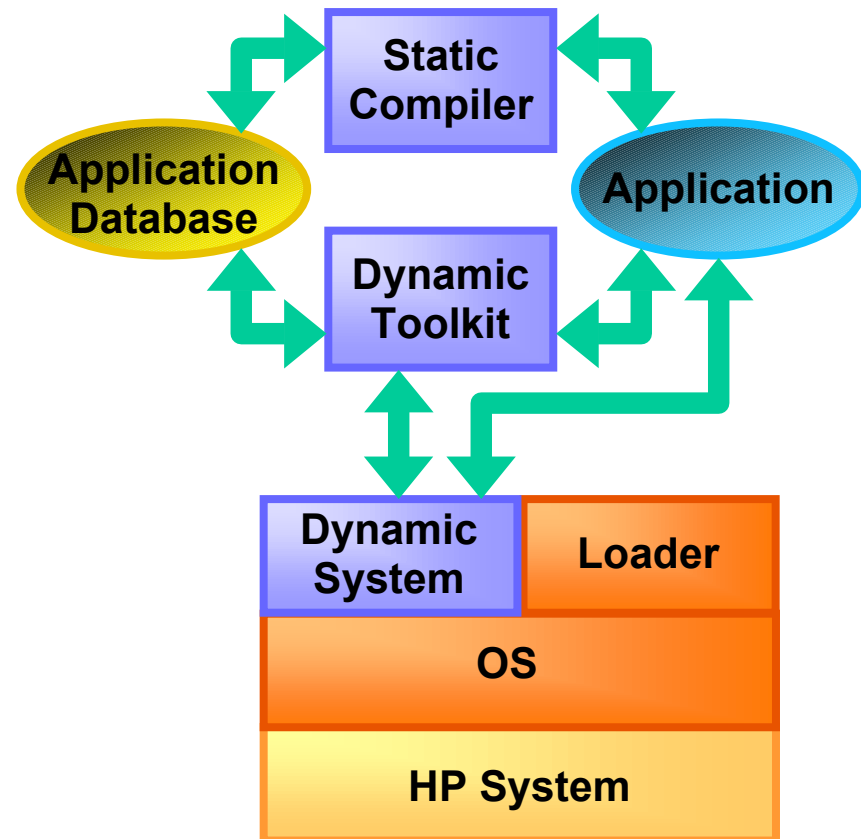 Static
Compiler
Application
Database
Application
Dynamic
Toolkit
Dynamic
System
Loader
OS
HP System